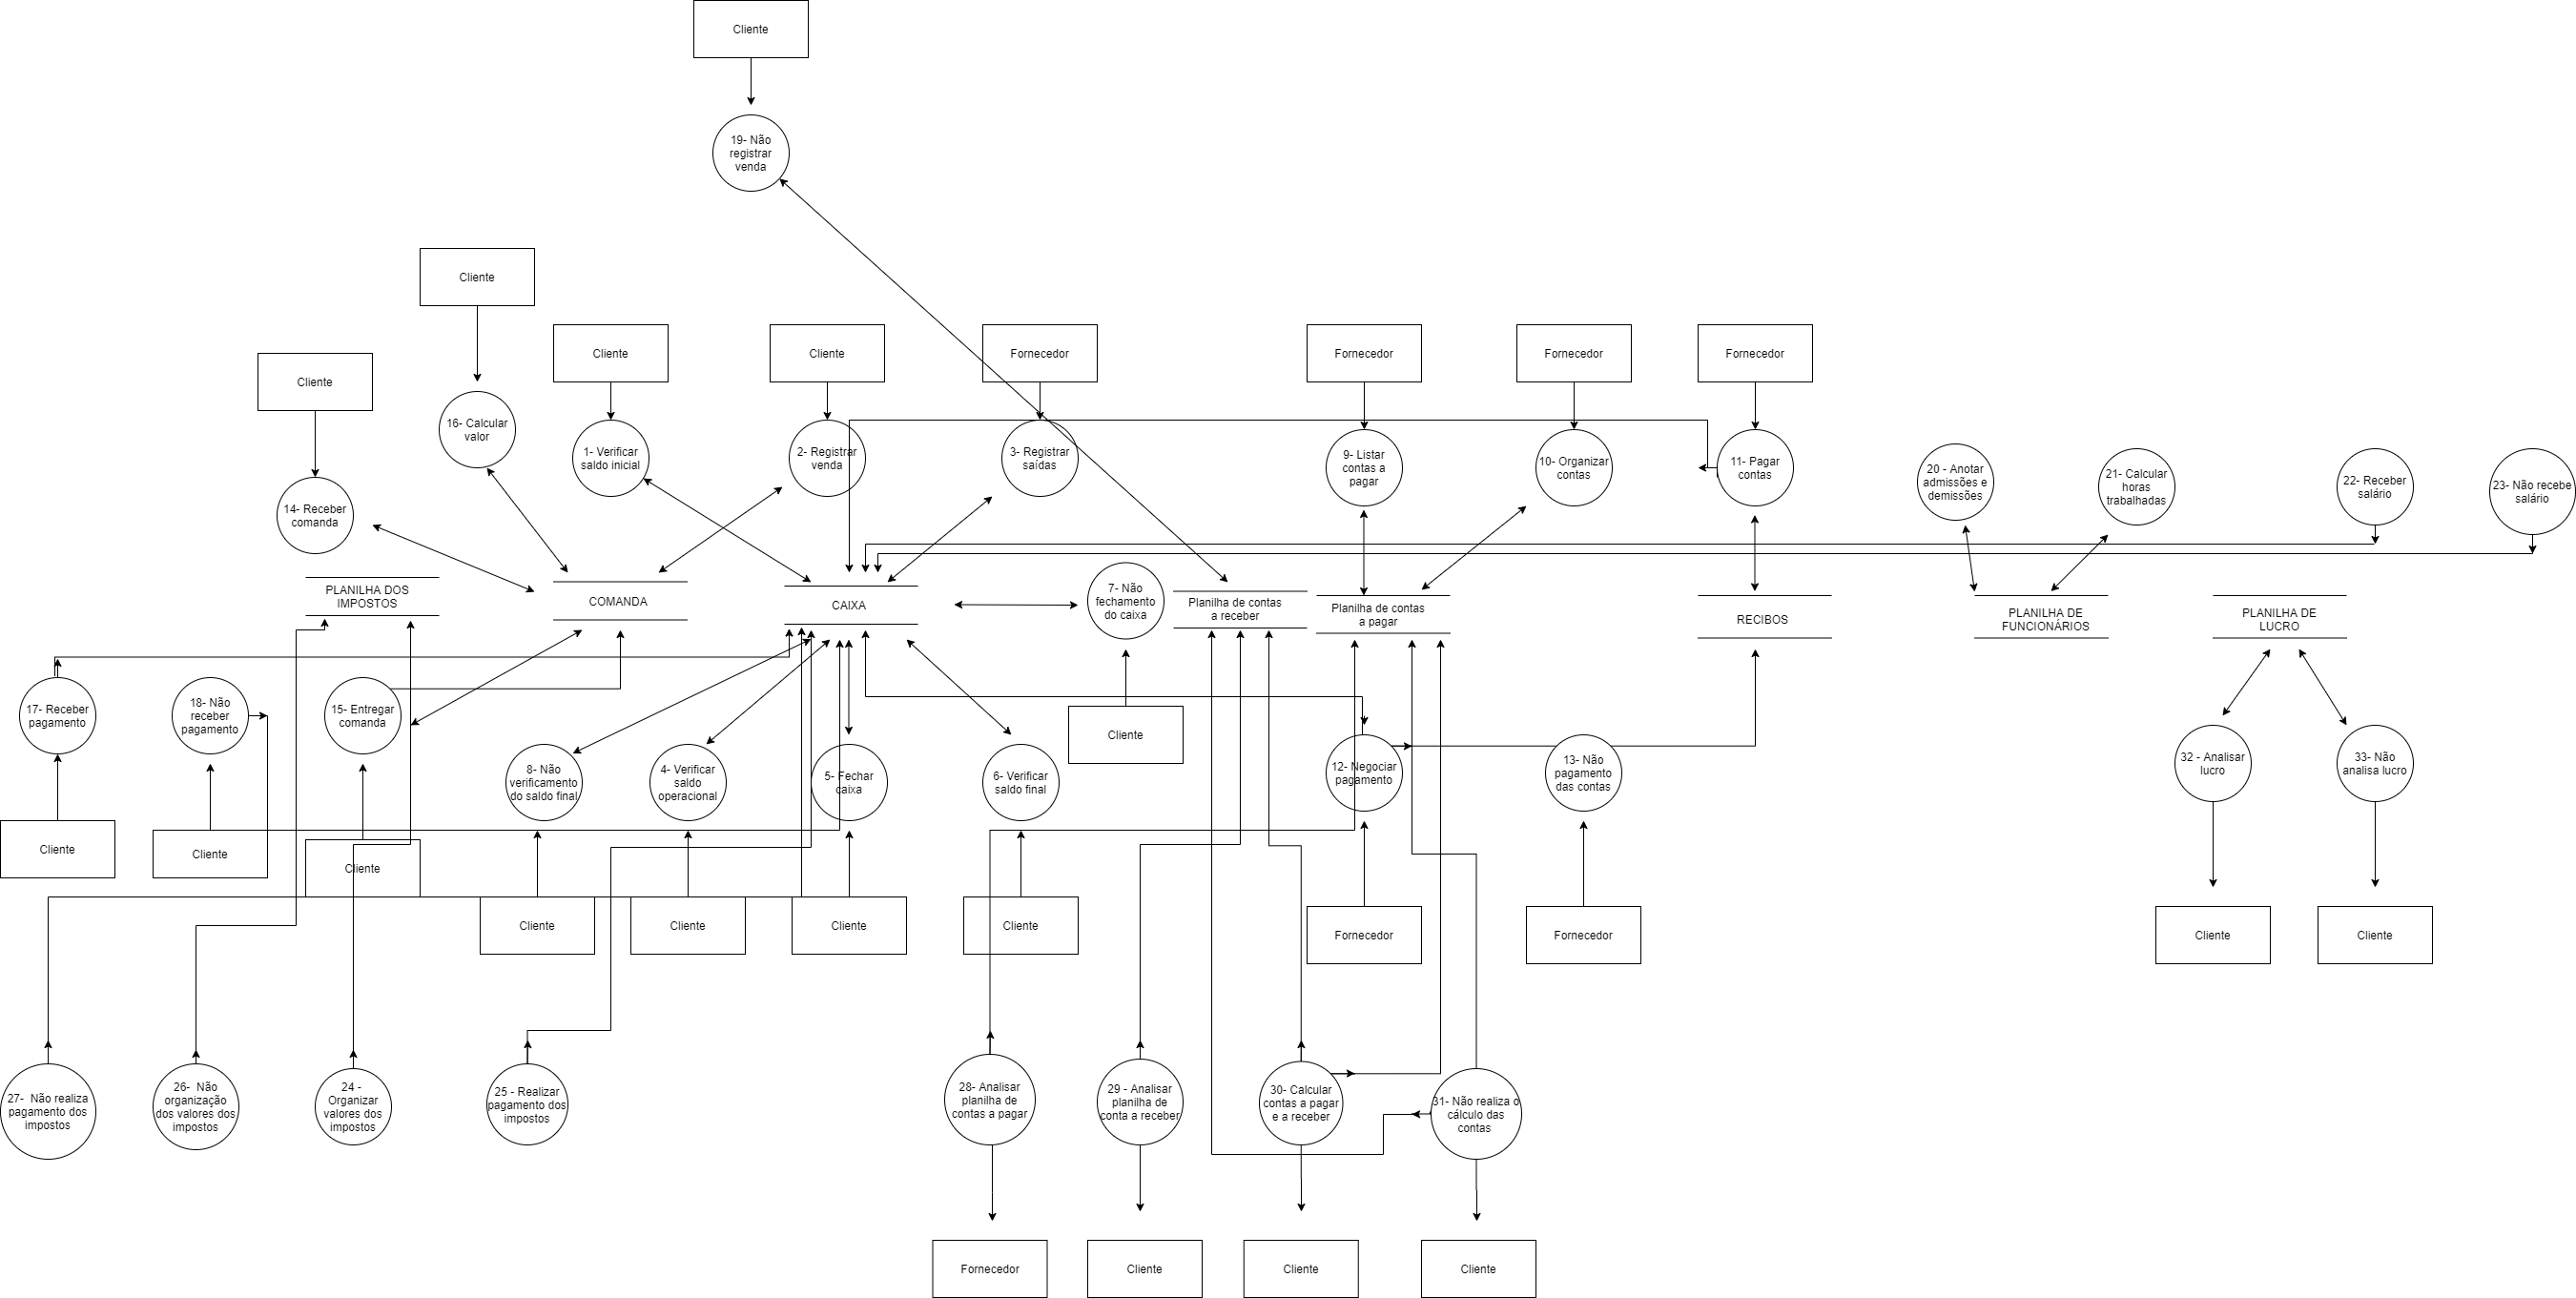 Cliente
19- Não
registrar
venda
Cliente
Cliente
Cliente
Cliente
Fornecedor
Fornecedor
Fornecedor
Fornecedor
16- Calcular
valor
1- Verificar
saldo inicial
2- Registrar
venda
3- Registrar
saídas
9- Listar
contas a
pagar
10- Organizar
contas
11- Pagar
contas
20 - Anotar
admissões e
demissões
21- Calcular
horas
trabalhadas
22- Receber
salário
23- Não recebe
salário
14- Receber
comanda
PLANILHA DOS
IMPOSTOS
COMANDA
CAIXA
7- Não
fechamento
do caixa
Planilha de contas
a receber
Planilha de contas
a pagar
RECIBOS
PLANILHA DE
FUNCIONÁRIOS
PLANILHA DE
LUCRO
17- Receber
pagamento
18- Não
receber
pagamento
15- Entregar
comanda
Cliente
8- Não
verificamento
do saldo final
4- Verificar
saldo
operacional
5- Fechar
caixa
6- Verificar
saldo final
12- Negociar
pagamento
13- Não
pagamento
das contas
32 - Analisar
lucro
33- Não
analisa lucro
Cliente
Cliente
Cliente
Cliente
Cliente
Cliente
Cliente
Fornecedor
Fornecedor
Cliente
Cliente
27- Não realiza
pagamento dos
impostos
26- Não
organização
dos valores dos
impostos
24 -
Organizar
valores dos
impostos
25 - Realizar
pagamento dos
impostos
28- Analisar
planilha de
contas a pagar
29 - Analisar
planilha de
conta a receber
30- Calcular
contas a pagar
e a receber
31- Não realiza o
cálculo das
contas
Fornecedor
Cliente
Cliente
Cliente